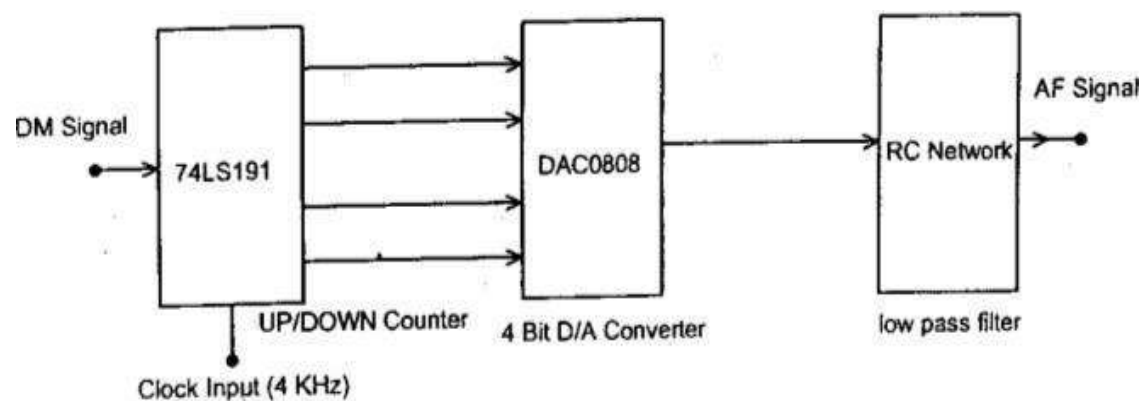 DM Signal
74LS191
DAC0808
RC Network
AF Signal
UP/DOWN Counter
4 Bit D/A Converter
low pass filter
Clock Input (4 KHz)